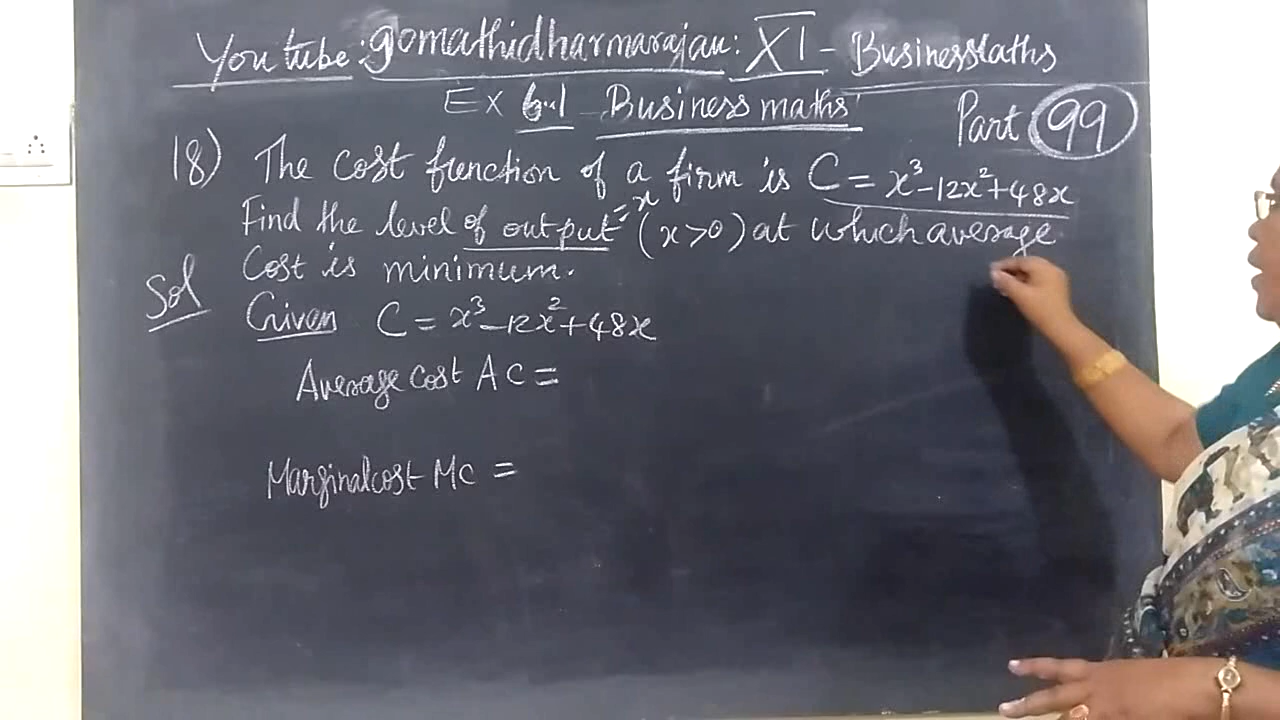 YouTube: gomathidharmarajan: XI - BusinessMaths
EX 6.1 Business maths
Part 99
18) The cost function of a firm is C = x³-12x²+48x
Find the level of output = x (x>0) at which average
Cost is minimum.
Sol
Given C = x³-12x²+48x
Average cost AC =
Marginal cost MC =